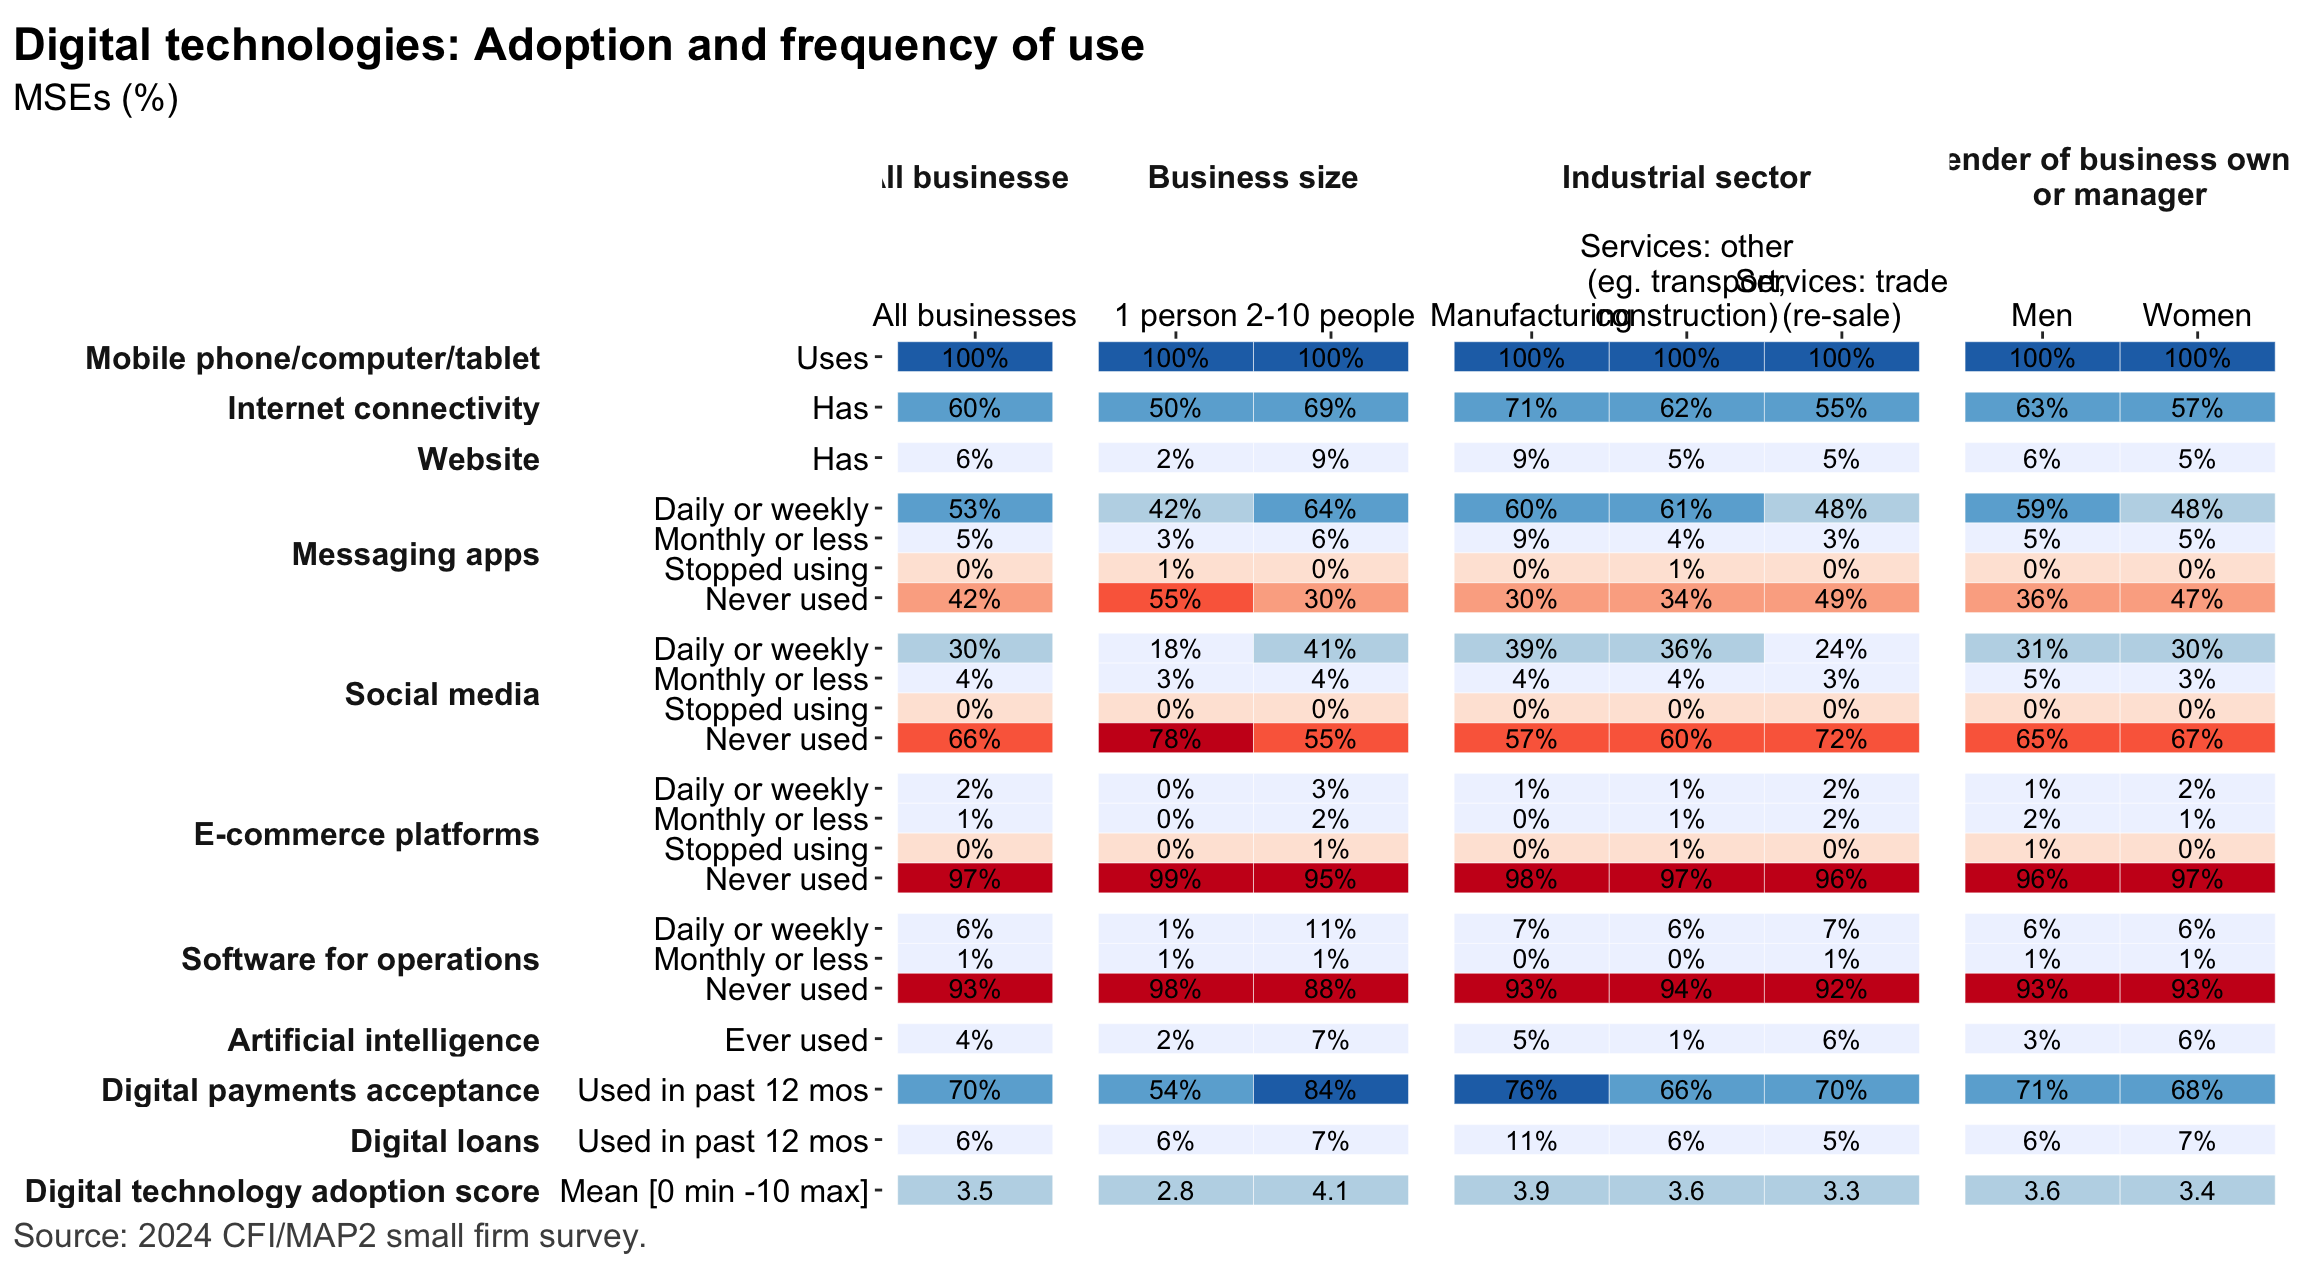 Digital technologies: Adoption and frequency of use
MSEs (%)
ll businesse Business size Industrial sector ender of business own
or manager
Services: other
(eg. transport, Services: trade
All businesses 1 person 2-10 people Manufacturing construction) (re-sale) Men Women
Mobile phone/computer/tablet Uses 100% 100% 100% 100% 100% 100% 100% 100%
Internet connectivity Has 60% 50% 69% 71% 62% 55% 63% 57%
Website Has 6% 2% 9% 9% 5% 5% 6% 5%
Messaging apps
Daily or weekly 53% 42% 64% 60% 61% 48% 59% 48%
Monthly or less 5% 3% 6% 9% 4% 3% 5% 5%
Stopped using 0% 1% 0% 0% 1% 0% 0% 0%
Never used 42% 55% 30% 30% 34% 49% 36% 47%
Social media
Daily or weekly 30% 18% 41% 39% 36% 24% 31% 30%
Monthly or less 4% 3% 4% 4% 4% 3% 5% 3%
Stopped using 0% 0% 0% 0% 0% 0% 0% 0%
Never used 66% 78% 55% 57% 60% 72% 65% 67%
E-commerce platforms
Daily or weekly 2% 0% 3% 1% 1% 2% 1% 2%
Monthly or less 1% 0% 2% 0% 1% 2% 2% 1%
Stopped using 0% 0% 1% 0% 1% 0% 1% 0%
Never used 97% 99% 95% 98% 97% 96% 96% 97%
Software for operations
Daily or weekly 6% 1% 11% 7% 6% 7% 6% 6%
Monthly or less 1% 1% 1% 0% 0% 1% 1% 1%
Never used 93% 98% 88% 93% 94% 92% 93% 93%
Artificial intelligence Ever used 4% 2% 7% 5% 1% 6% 3% 6%
Digital payments acceptance Used in past 12 mos 70% 54% 84% 76% 66% 70% 71% 68%
Digital loans Used in past 12 mos 6% 6% 7% 11% 6% 5% 6% 7%
Digital technology adoption score Mean [0 min -10 max] 3.5 2.8 4.1 3.9 3.6 3.3 3.6 3.4
Source: 2024 CFI/MAP2 small firm survey.